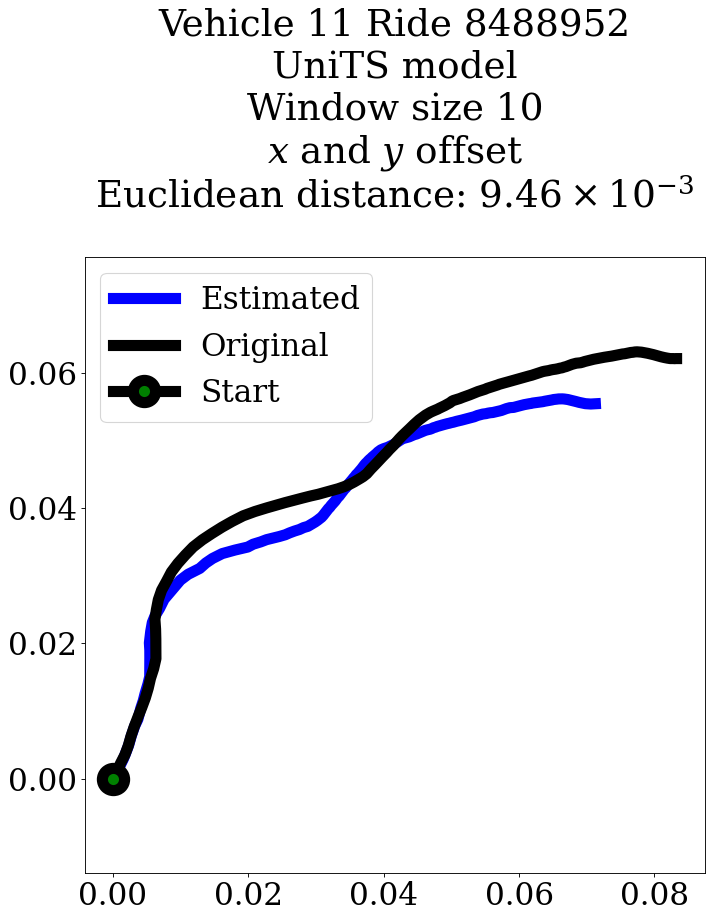 Vehicle 11 Ride 8488952
UniTS model
Window size 10
x and y offset
Euclidean distance: 9.46 × 10⁻³
Estimated
Original
Start
0.06
0.04
0.02
0.00
0.00 0.02 0.04 0.06 0.08